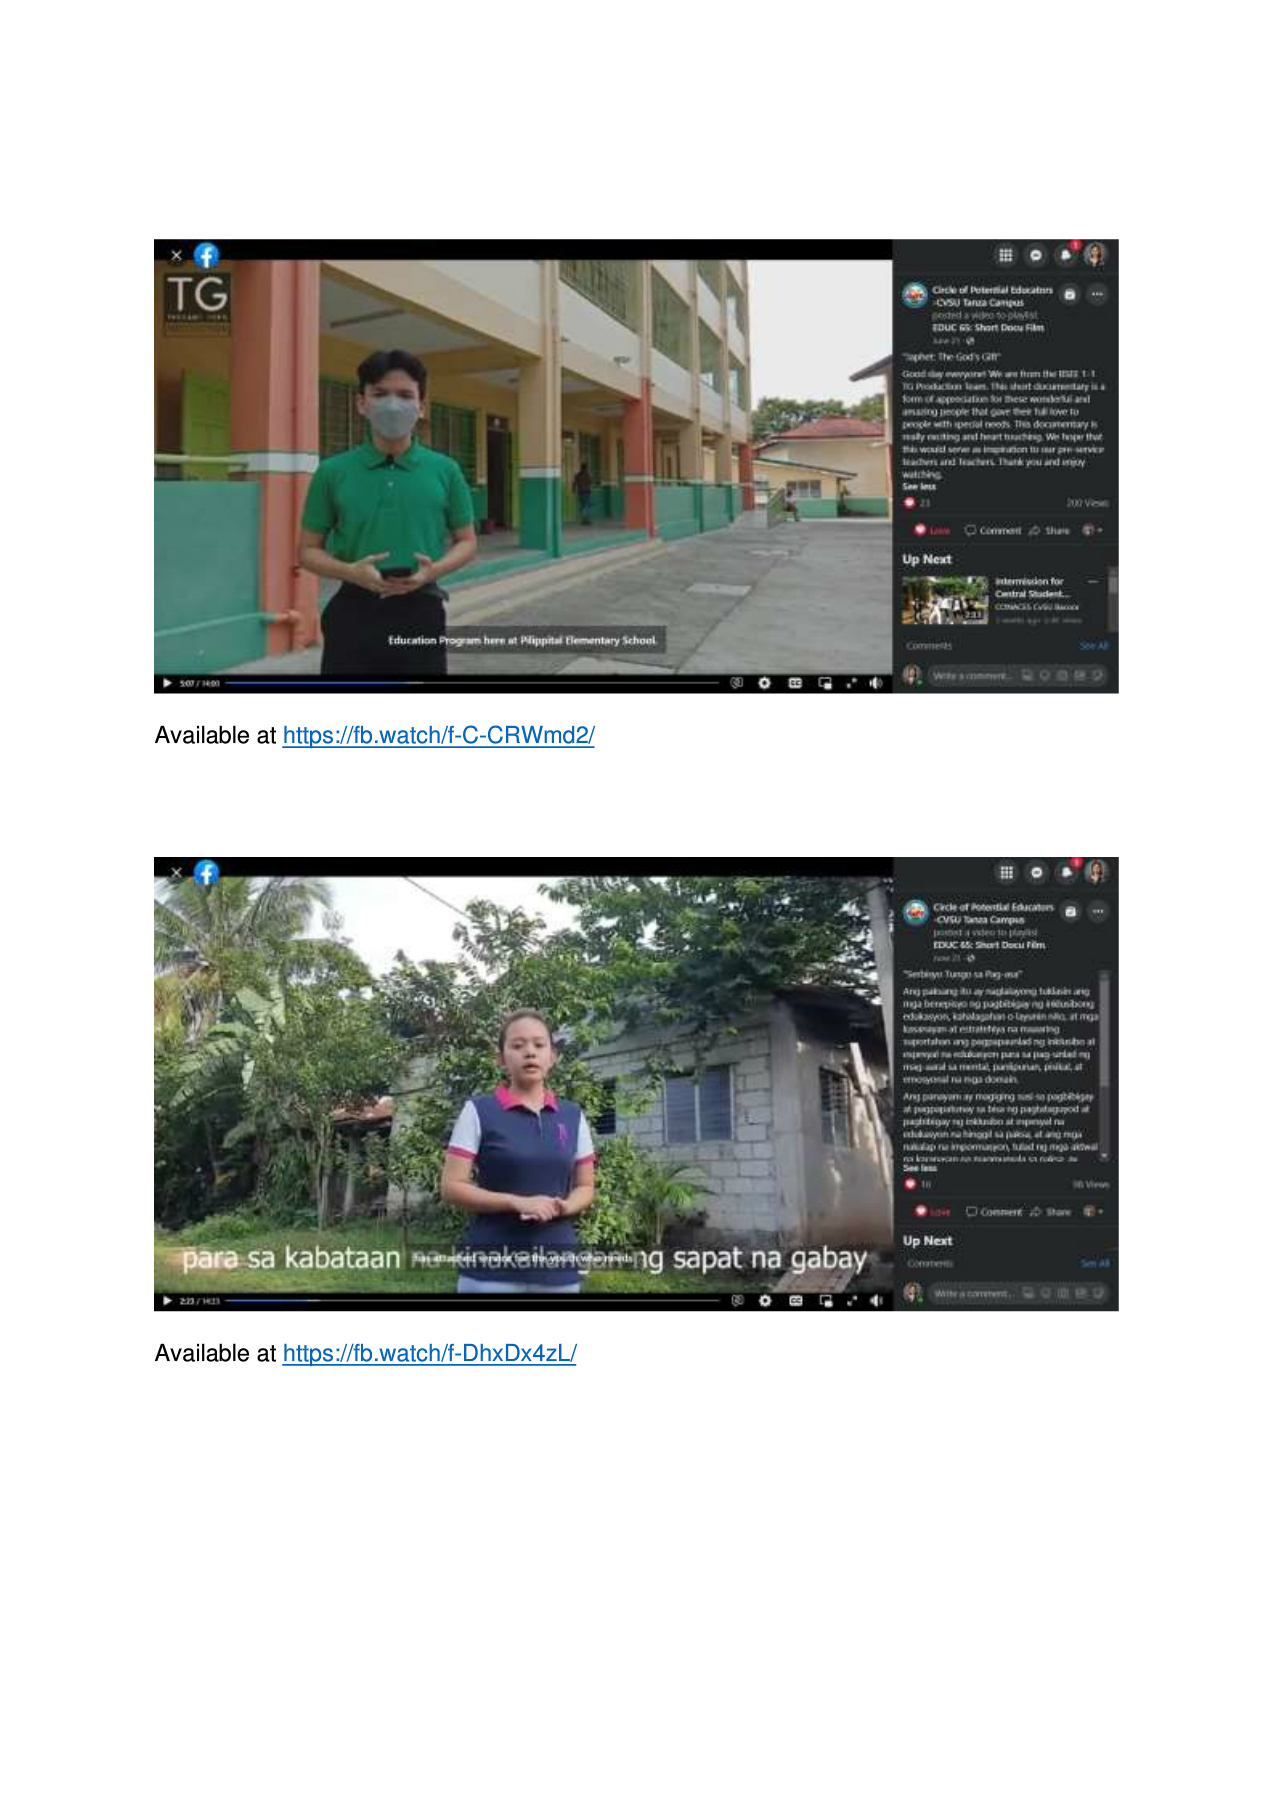 TG
Education Program here at Pilippital Elementary School.
5:07 / 14:00
1
Circle of Potential Educators
-CVSU Tanza Campus
posted a video to playlist
EDUC 65: Short Docu Film
June 21
"Japhet: The God's Gift"
Good day everyone! We are from the BSEE 1-1
TG Production Team. This short documentary is a
form of appreciation for these wonderful and
amazing people that gave their full love to
people with special needs. This documentary is
really exciting and heart touching. We hope that
this would serve as inspiration to our pre-service
teachers and Teachers. Thank you and enjoy
watching.
See less
23
200 Views
Love Comment Share
Up Next
Intermission for
Central Student...
CvSU Bacoor
2:13
Comments
See All
Write a comment...
Available at https://fb.watch/f-C-CRWmd2/
para sa kabataan na kinakailangan ng sapat na gabay
2:23 / 14:23
Circle of Potential Educators
-CVSU Tanza Campus
posted a video to playlist
EDUC 65: Short Docu Film
June 21
"Serbisyo Tungo sa Pag-asa"
Ang paksang ito ay naglalayong tuklasin ang
mga benepisyo ng pagbibigay ng inklusibong
edukasyon, kahalagahan o layunin nito, at mga
kasanayan at estratehiya na maaaring
suportahan ang pagpapaunlad ng inklusibo at
espesyal na edukasyon para sa pag-unlad ng
mag-aaral sa mental, panlipunan, pisikal, at
emosyonal na mga domain.
Ang panayam ay magiging susi sa pagbibigay
at pagpapatunay sa bisa ng pagtataguyod at
pagbibigay ng inklusibo at espesyal na
edukasyon na hinggil sa paksa, at ang mga
nakalap na impormasyon, tulad ng mga aktwal
See less
98 Views
Love Comment Share
Up Next
Comments
See All
Write a comment...
Available at https://fb.watch/f-DhxDx4zL/